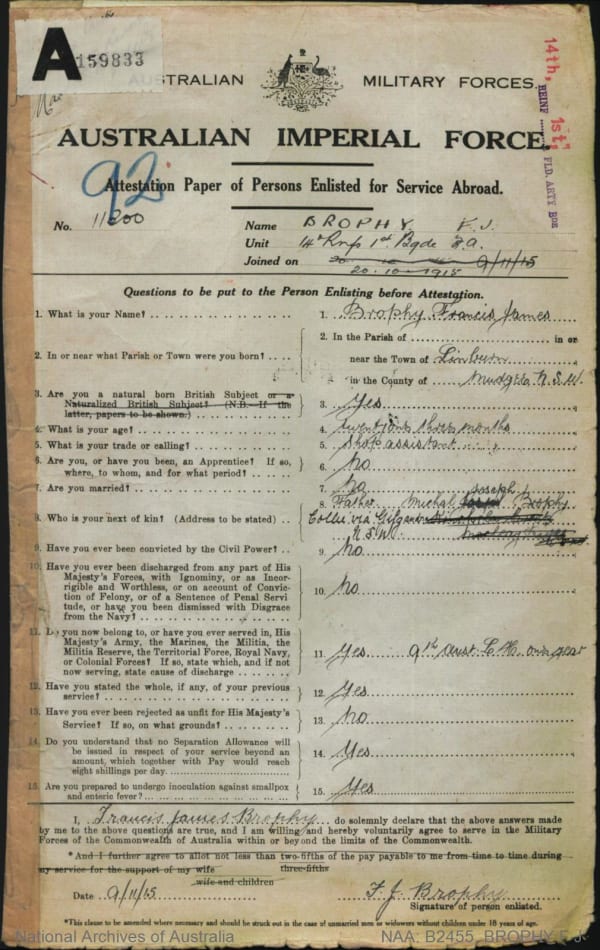 A 159833
AUSTRALIAN MILITARY FORCES.
AUSTRALIAN IMPERIAL FORCE
14th, REINF 1st, FLD. ARTY BDE
92
Attestation Paper of Persons Enlisted for Service Abroad.
No. 11200 Name BROPHY F.J.
Unit 14th Rnfs 1st Bgde F.A.
Joined on 9/11/15
20-10-1915
Questions to be put to the Person Enlisting before Attestation.
1. What is your Name? 1. Brophy Francis James
2. In or near what Parish or Town were you born? 2. In the Parish of in or
near the Town of Linburn
in the County of Mudgee N.S.W.
3. Are you a natural born British Subject or a
Naturalized British Subject? (N.B.—If the
latter, papers to be shown.) 3. Yes
4. What is your age? 4. twentyone three months
5. What is your trade or calling? 5. Shop assistant
6. Are you, or have you been, an Apprentice? If so,
where, to whom, and for what period? 6. No
7. Are you married? 7. No
8. Who is your next of kin? (Address to be stated) 8. Father Michal Joseph Brophy
Collie via Gilgandra
N.S.W.
9. Have you ever been convicted by the Civil Power? 9. No
10. Have you ever been discharged from any part of His
Majesty's Forces, with Ignominy, or as Incor-
rigible and Worthless, or on account of Convic-
tion of Felony, or of a Sentence of Penal Servi
tude, or have you been dismissed with Disgrace
from the Navy? 10. No
11. Do you now belong to, or have you ever served in, His
Majesty's Army, the Marines, the Militia, the
Militia Reserve, the Territorial Force, Royal Navy,
or Colonial Forces? If so, state which, and if not
now serving, state cause of discharge 11. Yes 9th Aust. L.H. one year
12. Have you stated the whole, if any, of your previous
service? 12. Yes
13. Have you ever been rejected as unfit for His Majesty's
Service? If so, on what grounds? 13. No
14. Do you understand that no Separation Allowance will
be issued in respect of your service beyond an
amount, which together with Pay would reach
eight shillings per day. 14. Yes
15. Are you prepared to undergo inoculation against smallpox
and enteric fever? 15. Yes
I, Francis James Brophy do solemnly declare that the above answers made
by me to the above questions are true, and I am willing and hereby voluntarily agree to serve in the Military
Forces of the Commonwealth of Australia within or beyond the limits of the Commonwealth.
*And I further agree to allot not less than two-fifths of the pay payable to me from time to time during
three-fifths
my service for the support of my wife
wife and children
Date 9/11/15 F. J. Brophy
Signature of person enlisted.
*This clause to be amended where necessary and should be struck out in the case of unmarried men or widowers without children under 18 years of age.
National Archives of Australia NAA: B2455, BROPHY F J